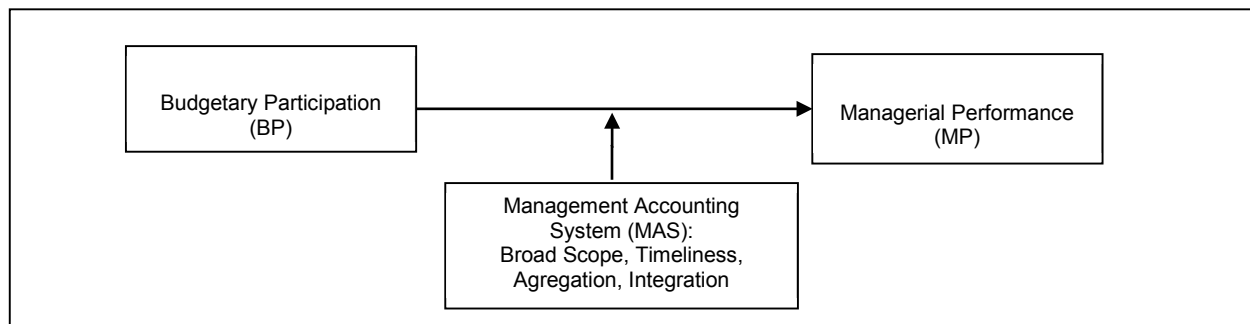 Budgetary Participation
(BP)
Managerial Performance
(MP)
Management Accounting
System (MAS):
Broad Scope, Timeliness,
Agregation, Integration